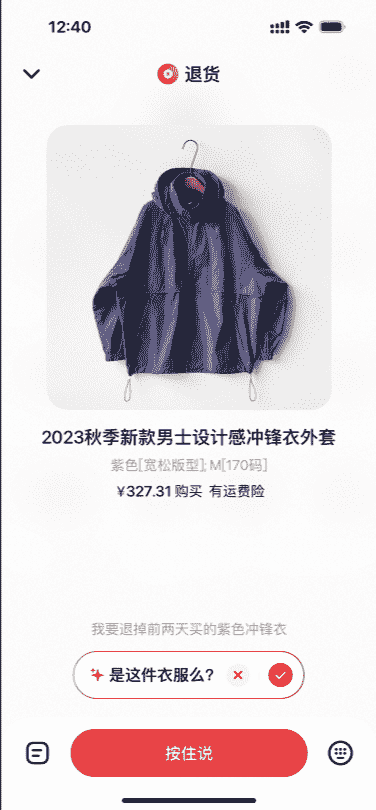 12:40
退货
2023秋季新款男士设计感冲锋衣外套
紫色[宽松版型]; M[170码]
¥327.31 购买 有运费险
我要退掉前两天买的紫色冲锋衣
是这件衣服么?
按住说